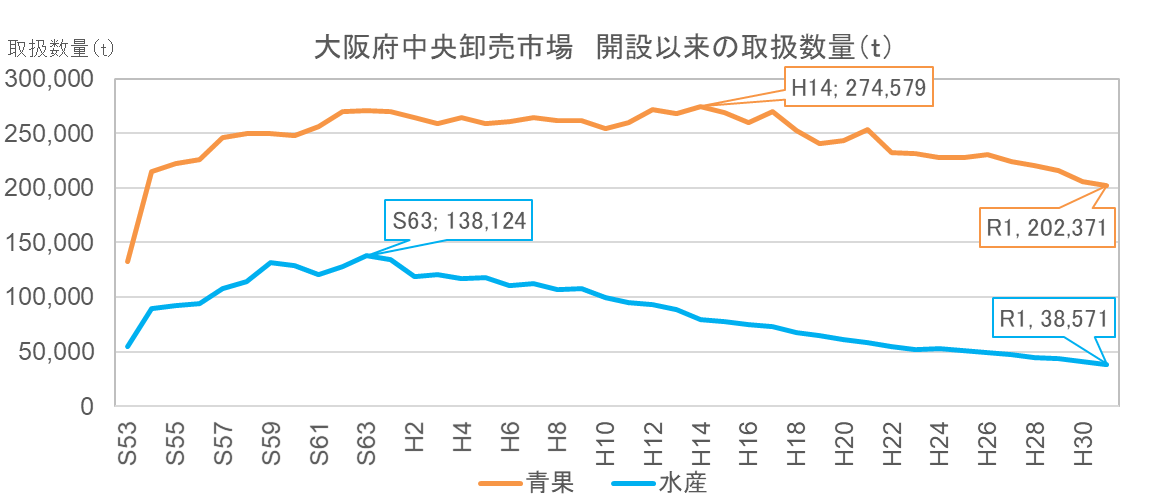 大阪府中央卸売市場　開設以来の取扱数量（t）
取扱数量（t）
300,000
250,000
200,000
150,000
100,000
50,000
0
H14; 274,579
S63; 138,124
R1, 202,371
R1, 38,571
S53
S55
S57
S59
S61
S63
H2
H4
H6
H8
H10
H12
H14
H16
H18
H20
H22
H24
H26
H28
H30
青果
水産